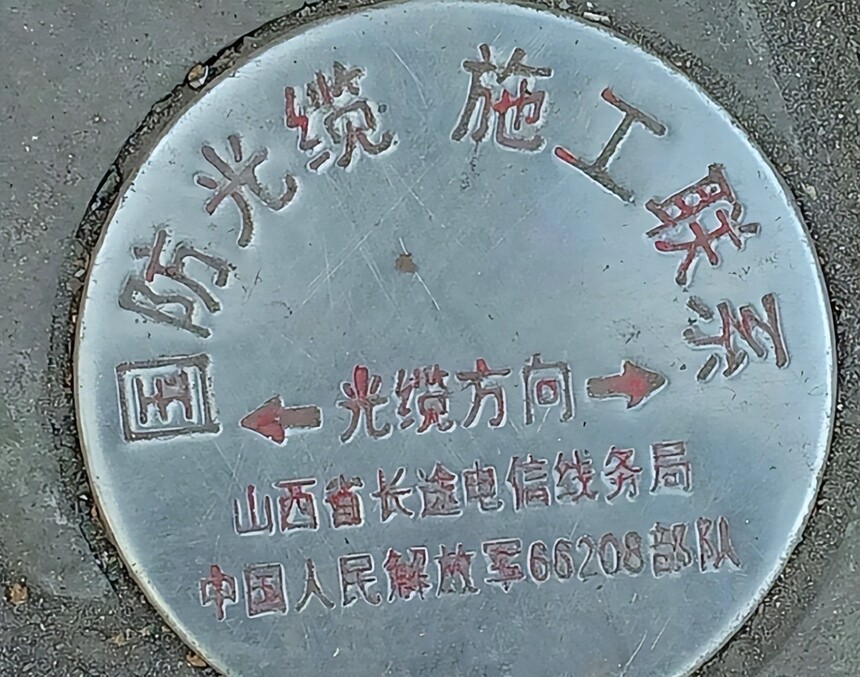 国防光缆 施工联系
光缆方向
山西省长途电信线务局
中国人民解放军66208部队